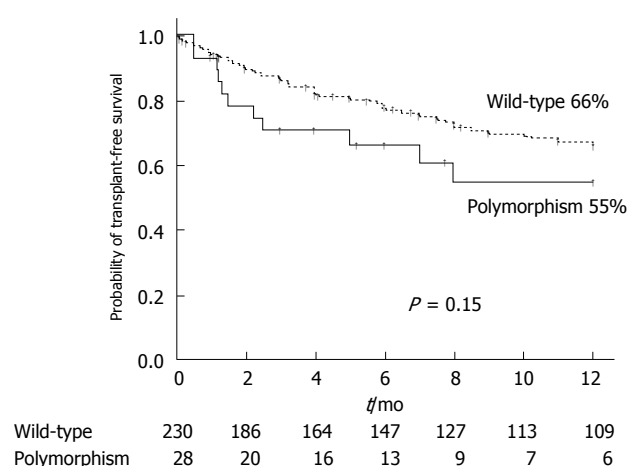 Probability of transplant-free survival
1.0
0.8
0.6
0.4
0.2
0.0
Wild-type 66%
Polymorphism 55%
P = 0.15
0 2 4 6 8 10 12
t/mo
Wild-type 230 186 164 147 127 113 109
Polymorphism 28 20 16 13 9 7 6